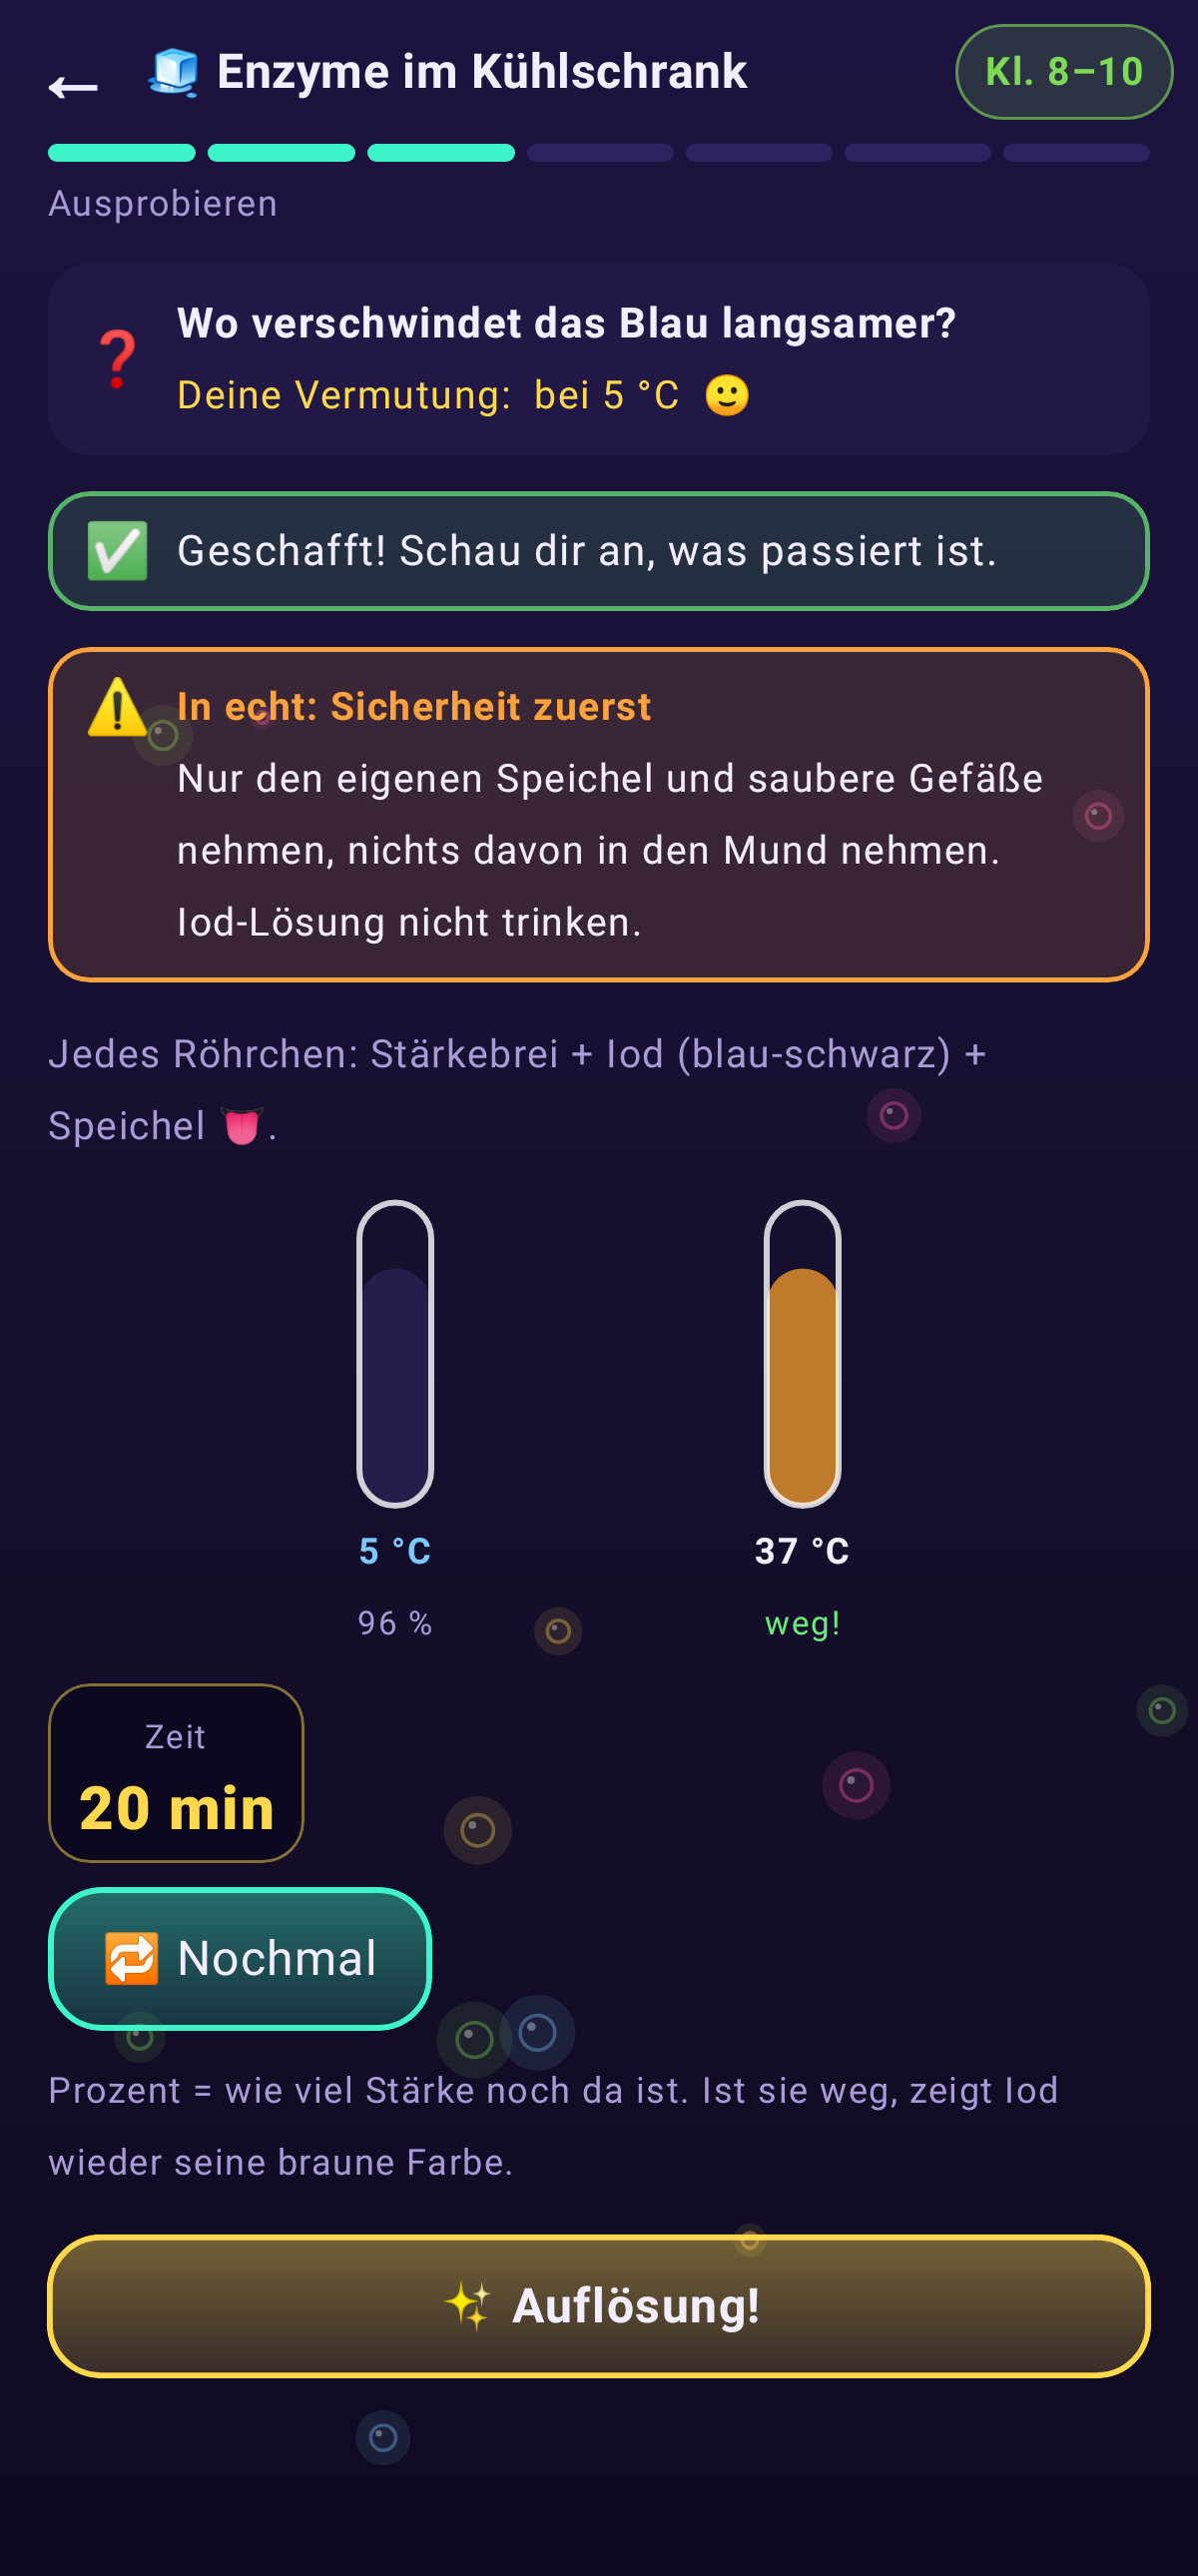 ← 🧊 Enzyme im Kühlschrank
Kl. 8–10
Ausprobieren
❓ Wo verschwindet das Blau langsamer?
Deine Vermutung: bei 5 °C 🙂
✅ Geschafft! Schau dir an, was passiert ist.
⚠️ In echt: Sicherheit zuerst
Nur den eigenen Speichel und saubere Gefäße
nehmen, nichts davon in den Mund nehmen.
Iod-Lösung nicht trinken.
Jedes Röhrchen: Stärkebrei + Iod (blau-schwarz) +
Speichel 👅.
5 °C
37 °C
96 %
weg!
Zeit
20 min
🔁 Nochmal
Prozent = wie viel Stärke noch da ist. Ist sie weg, zeigt Iod
wieder seine braune Farbe.
✨ Auflösung!